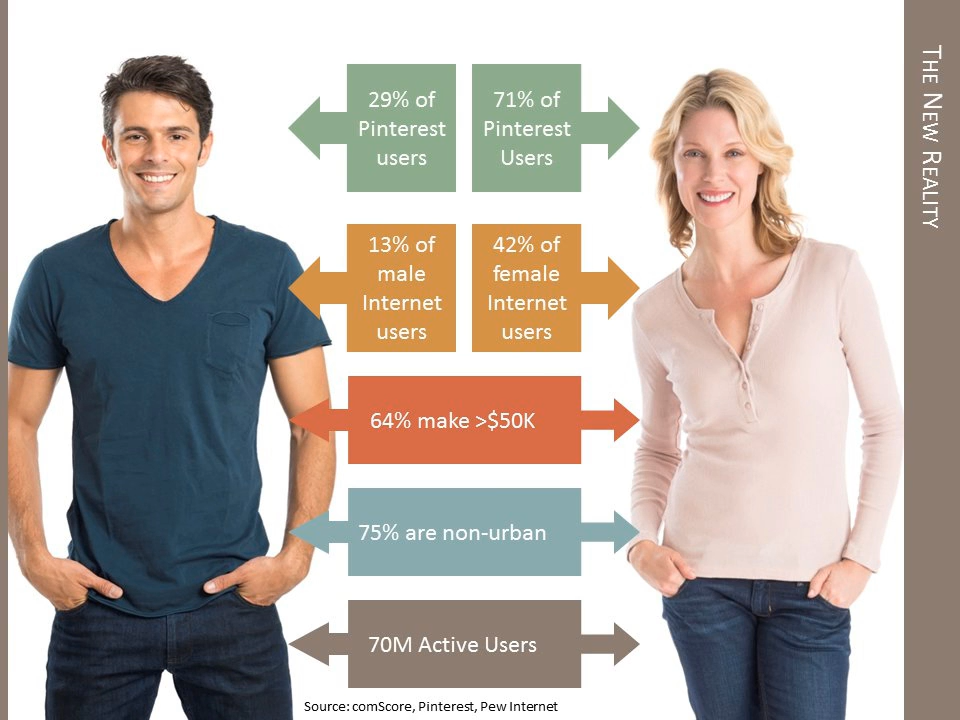 29% of
Pinterest
users
71% of
Pinterest
Users
13% of
male
Internet
users
42% of
female
Internet
users
64% make >$50K
75% are non-urban
70M Active Users
Source: comScore, Pinterest, Pew Internet
The New Reality